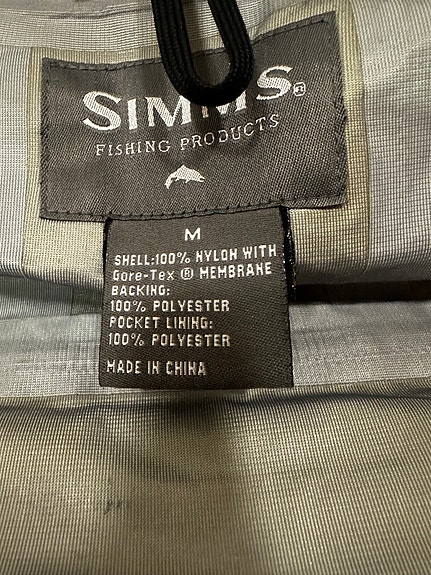 SIMMS®
FISHING PRODUCTS
M
SHELL:100% NYLON WITH
Gore-Tex ® MEMBRANE
BACKING:
100% POLYESTER
POCKET LINING:
100% POLYESTER
MADE IN CHINA